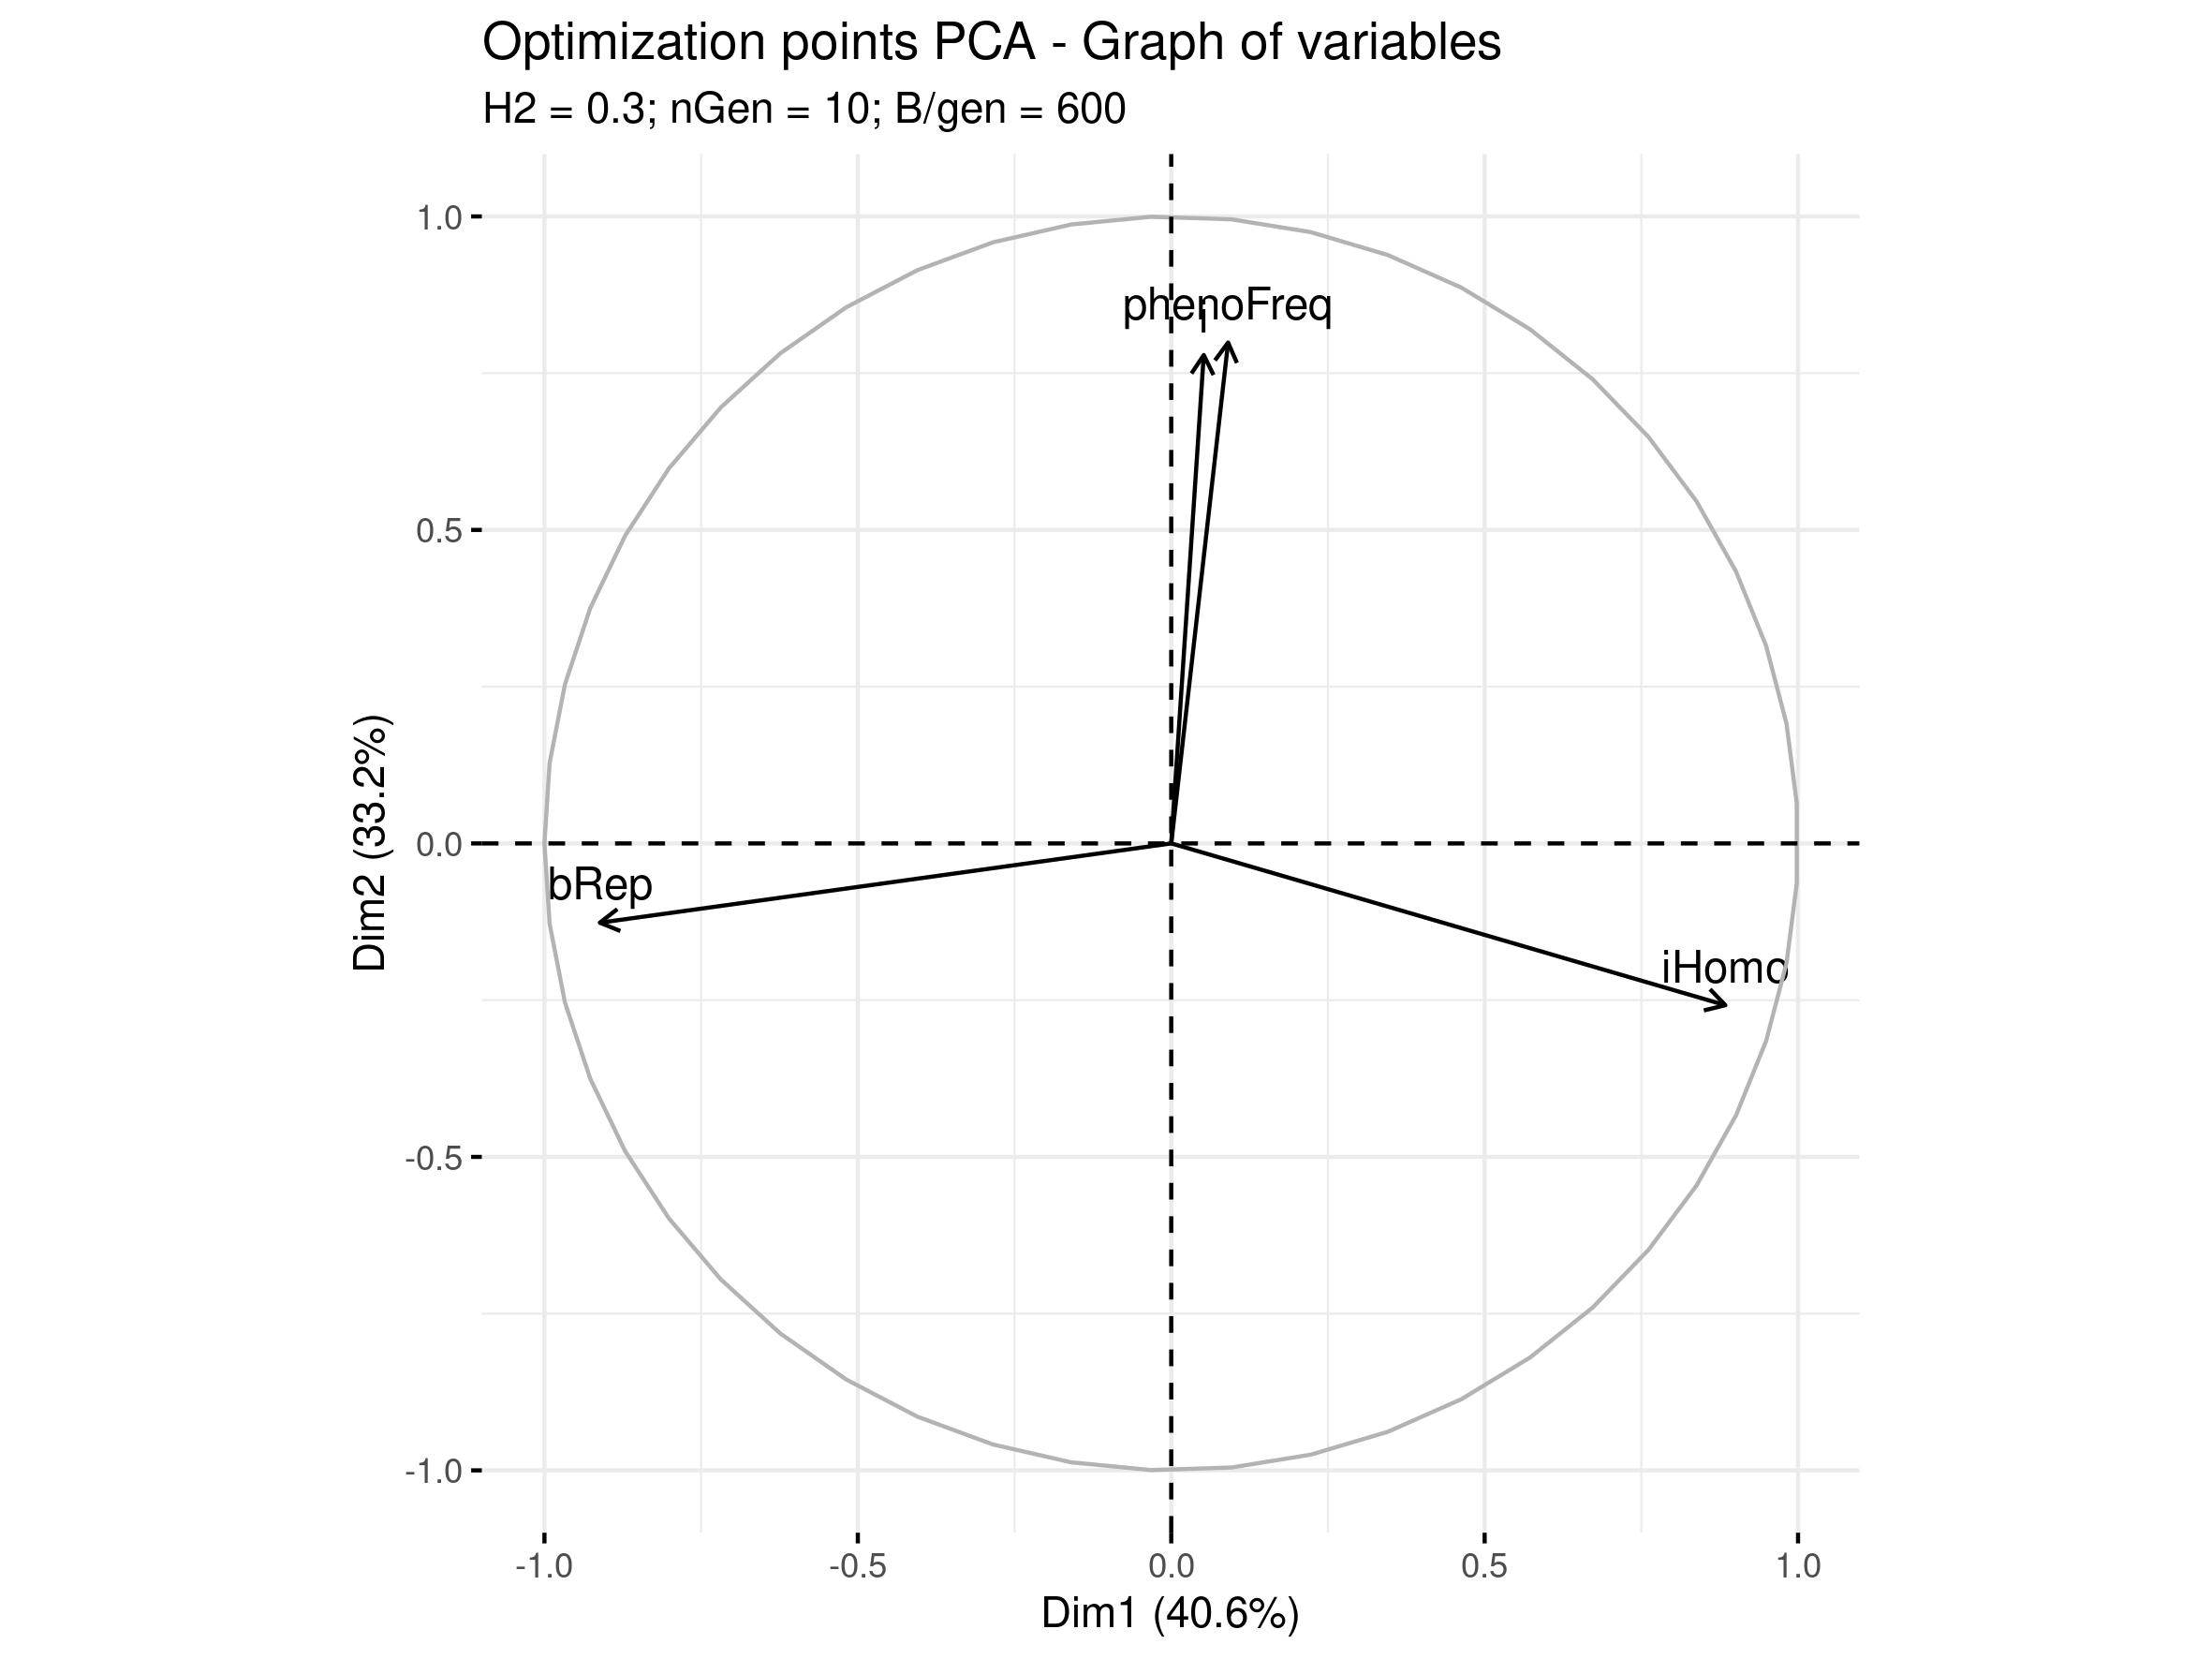 Optimization points PCA - Graph of variables
H2 = 0.3; nGen = 10; B/gen = 600
1.0
phenoFreq
i
0.5
Dim2 (33.2%)
0.0
bRep
iHomo
-0.5
-1.0
-1.0 -0.5 0.0 0.5 1.0
Dim1 (40.6%)